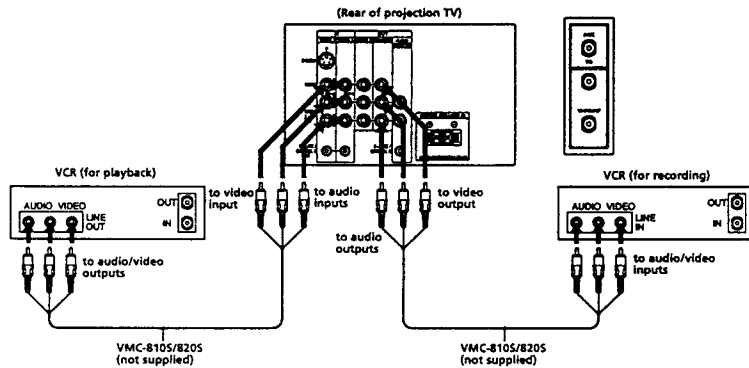 (Rear of projection TV)
VCR (for playback)
AUDIO VIDEO
LINE
OUT
OUT
IN
to video
input
to audio
inputs
to audio
outputs
to video
output
VCR (for recording)
AUDIO VIDEO
LINE
IN
OUT
IN
to audio/video
outputs
to audio/video
inputs
VMC-810S/820S
(not supplied)
VMC-810S/820S
(not supplied)